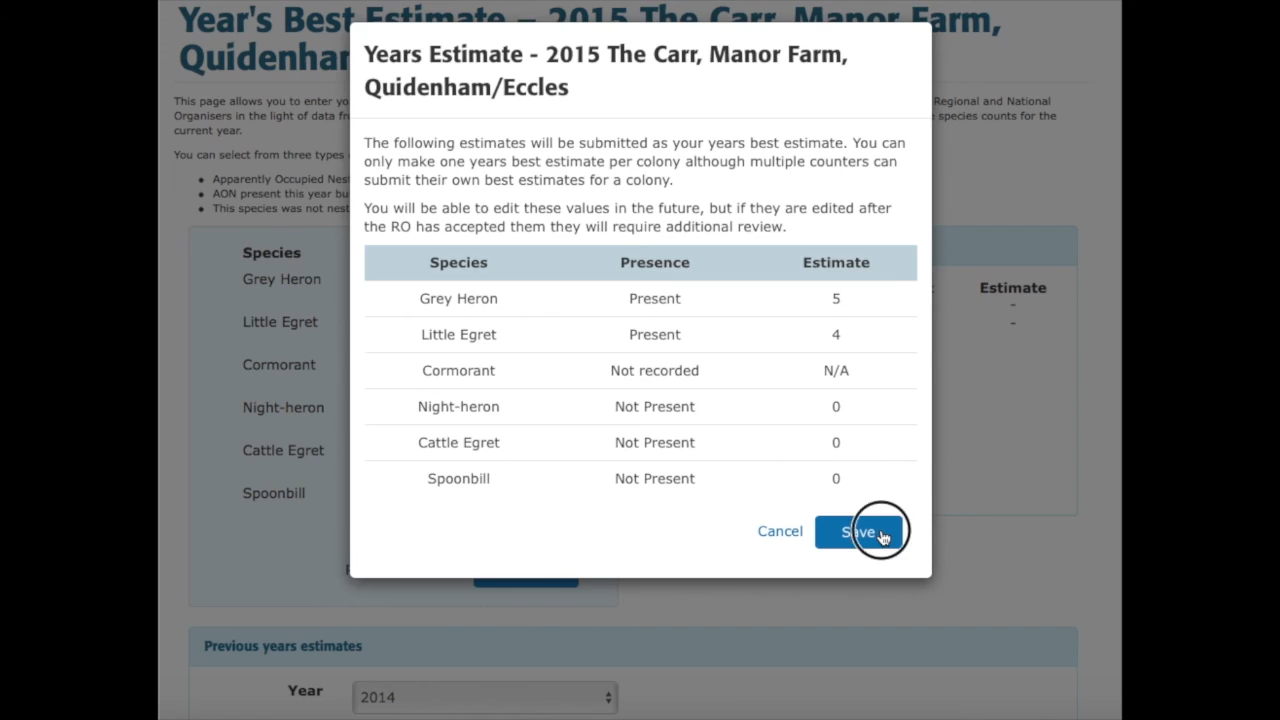 Year's Best Estimate – 2015 The Carr, Manor Farm,
Quidenham
This page allows you to enter yo Regional and National
Organisers in the light of data fro species counts for the
current year.
You can select from three types
Apparently Occupied Nest
AON present this year bu
This species was not nest
Species
Grey Heron
Little Egret
Cormorant
Night-heron
Cattle Egret
Spoonbill
Estimate
-
-
Years Estimate - 2015 The Carr, Manor Farm,
Quidenham/Eccles
The following estimates will be submitted as your years best estimate. You can
only make one years best estimate per colony although multiple counters can
submit their own best estimates for a colony.
You will be able to edit these values in the future, but if they are edited after
the RO has accepted them they will require additional review.
Species Presence Estimate
Grey Heron Present 5
Little Egret Present 4
Cormorant Not recorded N/A
Night-heron Not Present 0
Cattle Egret Not Present 0
Spoonbill Not Present 0
Cancel Save
Previous years estimates
Year 2014